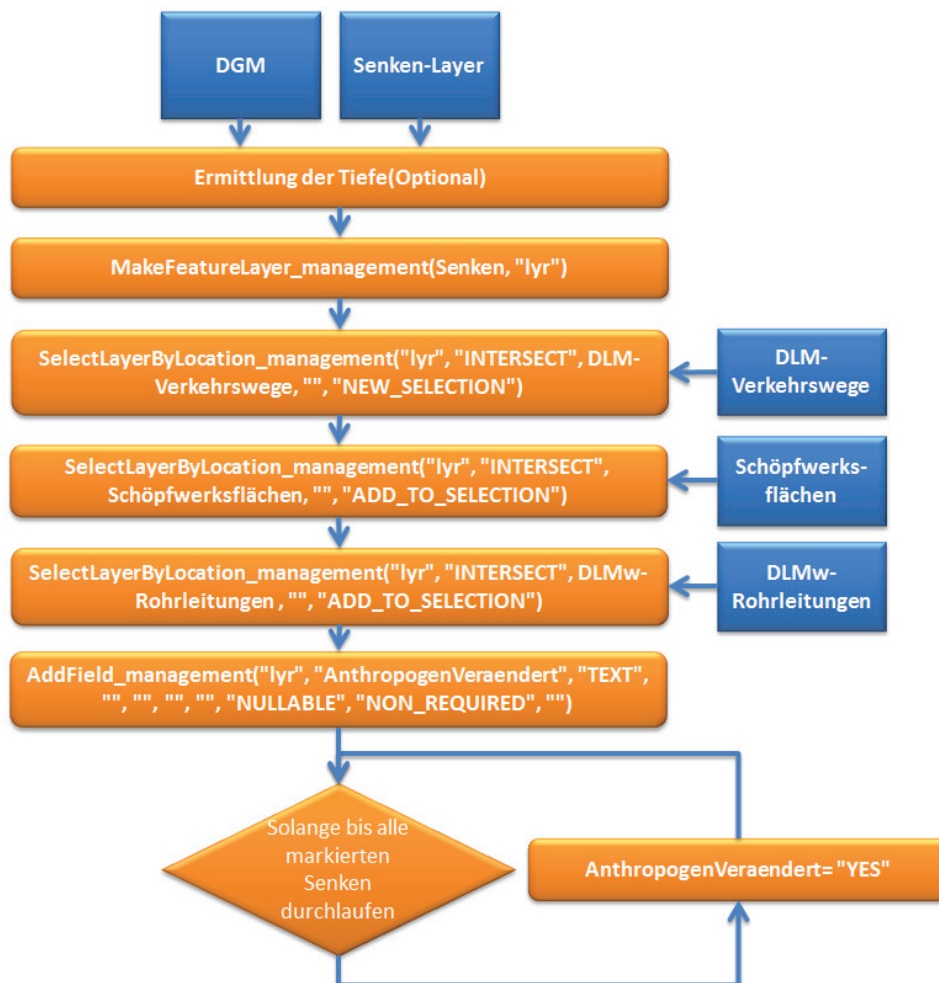 DGM
Senken-Layer
Ermittlung der Tiefe(Optional)
MakeFeatureLayer_management(Senken, "lyr")
SelectLayerByLocation_management("lyr", "INTERSECT", DLM-
Verkehrswege, "", "NEW_SELECTION")
DLM-
Verkehrswege
SelectLayerByLocation_management("lyr", "INTERSECT",
Schöpfwerksflächen, "", "ADD_TO_SELECTION")
Schöpfwerks-
flächen
SelectLayerByLocation_management("lyr", "INTERSECT", DLMw-
Rohrleitungen , "", "ADD_TO_SELECTION")
DLMw-
Rohrleitungen
AddField_management("lyr", "AnthropogenVeraendert", "TEXT",
"", "", "", "", "NULLABLE", "NON_REQUIRED", "")
Solange bis alle
markierten
Senken
durchlaufen
AnthropogenVeraendert= "YES"